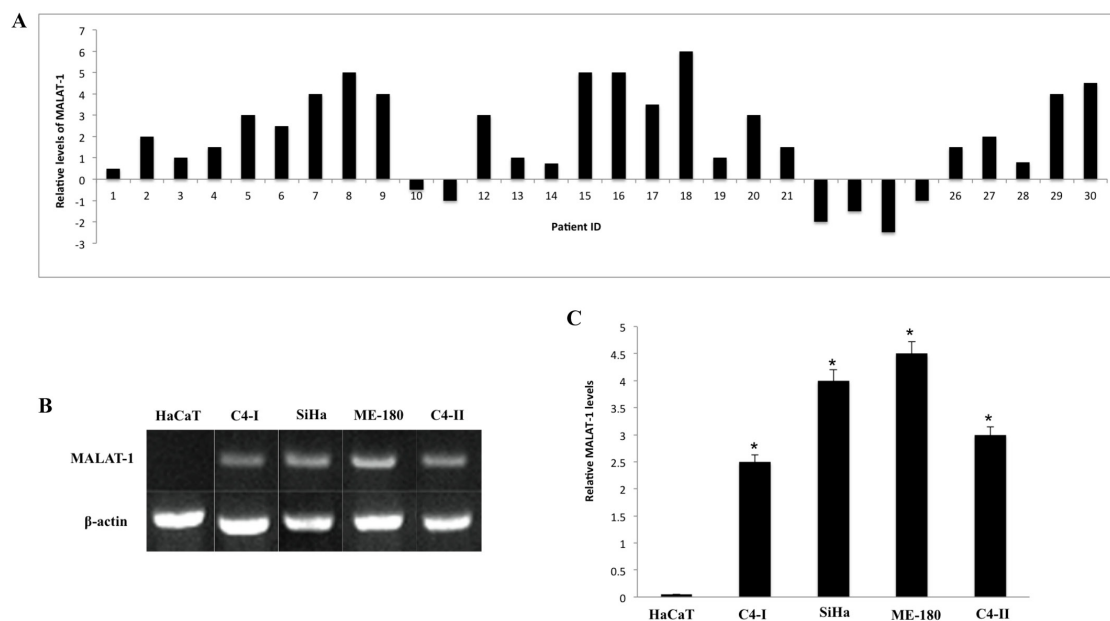 A
Relative levels of MALAT-1
7
6
5
4
3
2
1
0
-1
-2
-3
1 2 3 4 5 6 7 8 9 10 12 13 14 15 16 17 18 19 20 21 26 27 28 29 30
Patient ID
B
HaCaT C4-I SiHa ME-180 C4-II
MALAT-1
β-actin
C
Relative MALAT-1 levels
5
4.5
4
3.5
3
2.5
2
1.5
1
0.5
0
* * * *
HaCaT C4-I SiHa ME-180 C4-II